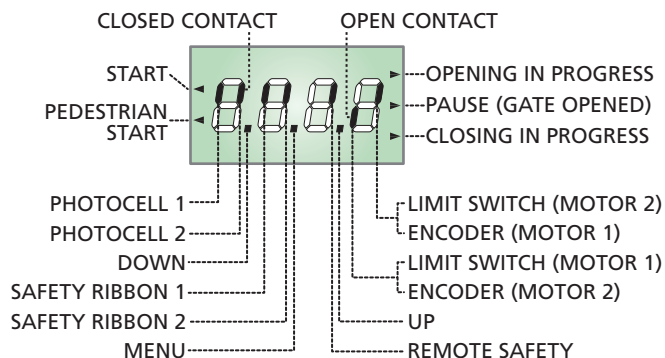 CLOSED CONTACT
OPEN CONTACT
START
PEDESTRIAN
START
OPENING IN PROGRESS
PAUSE (GATE OPENED)
CLOSING IN PROGRESS
PHOTOCELL 1
PHOTOCELL 2
DOWN
SAFETY RIBBON 1
SAFETY RIBBON 2
MENU
LIMIT SWITCH (MOTOR 2)
ENCODER (MOTOR 1)
LIMIT SWITCH (MOTOR 1)
ENCODER (MOTOR 2)
UP
REMOTE SAFETY